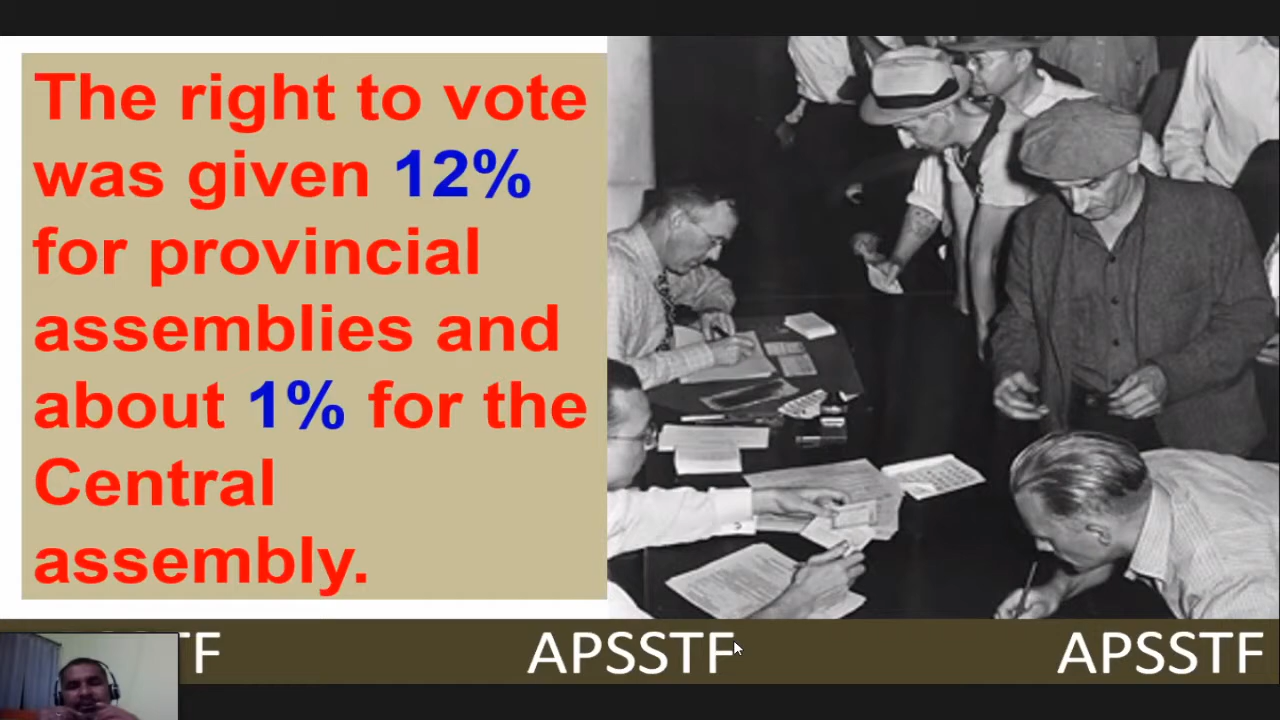 The right to vote
was given 12%
for provincial
assemblies and
about 1% for the
Central
assembly.
TF APSSTF APSSTF